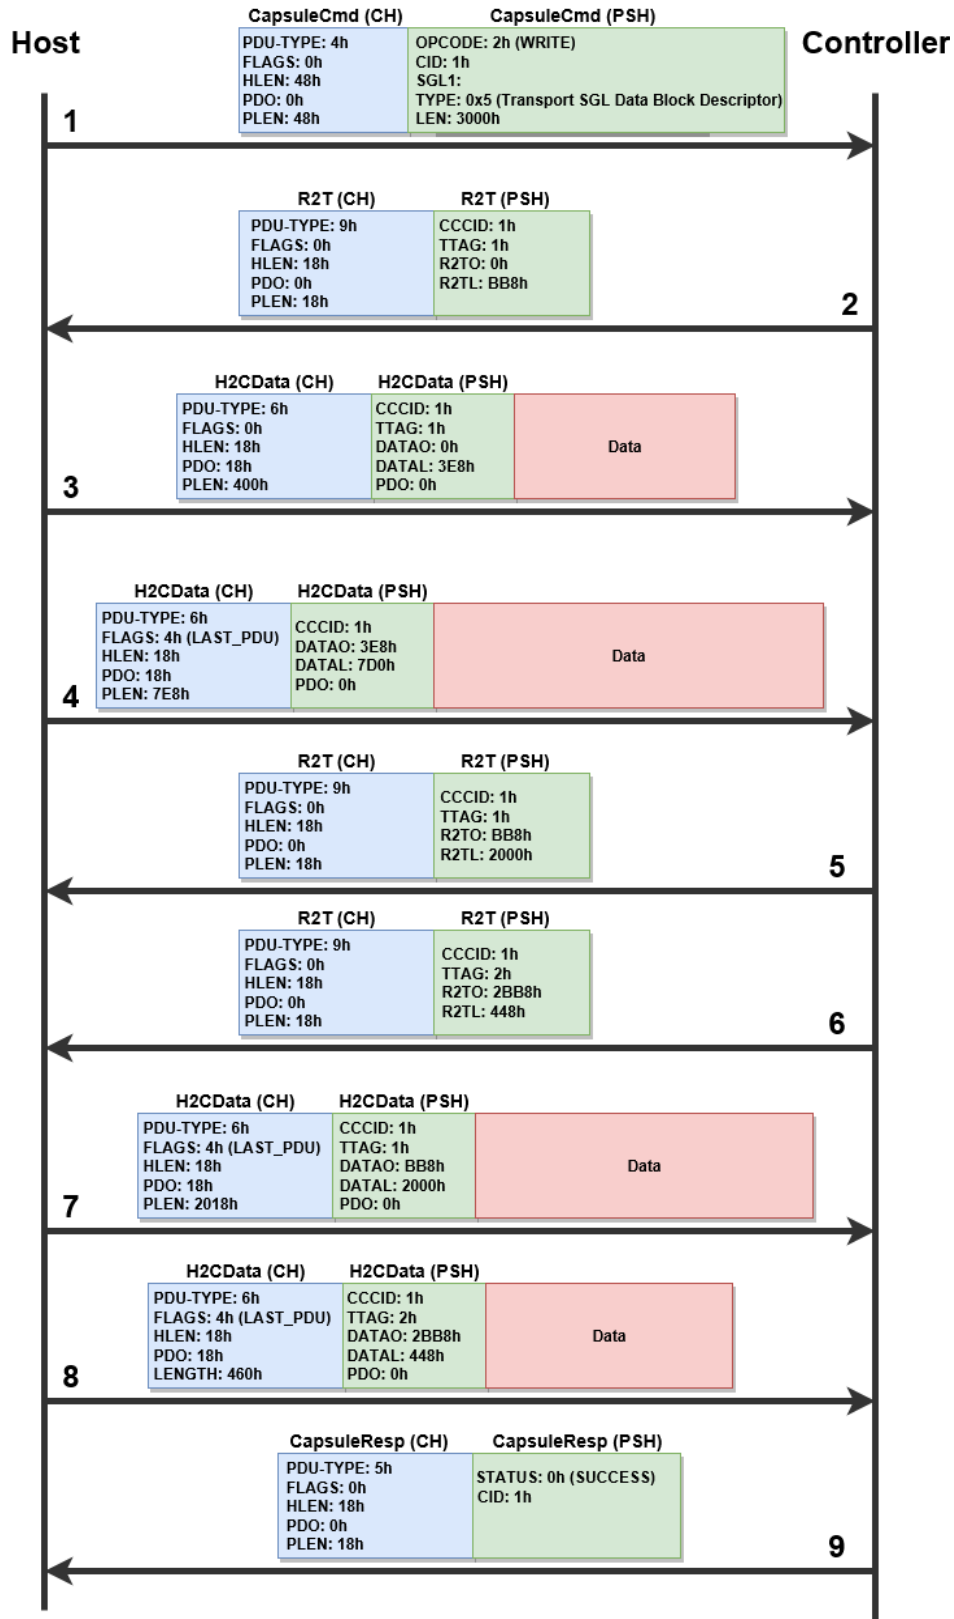 Host
Controller
CapsuleCmd (CH)
CapsuleCmd (PSH)
PDU-TYPE: 4h
FLAGS: 0h
HLEN: 48h
PDO: 0h
PLEN: 48h
OPCODE: 2h (WRITE)
CID: 1h
SGL1:
TYPE: 0x5 (Transport SGL Data Block Descriptor)
LEN: 3000h
1
R2T (CH)
R2T (PSH)
PDU-TYPE: 9h
FLAGS: 0h
HLEN: 18h
PDO: 0h
PLEN: 18h
CCCID: 1h
TTAG: 1h
R2TO: 0h
R2TL: BB8h
2
H2CData (CH)
H2CData (PSH)
PDU-TYPE: 6h
FLAGS: 0h
HLEN: 18h
PDO: 18h
PLEN: 400h
CCCID: 1h
TTAG: 1h
DATAO: 0h
DATAL: 3E8h
PDO: 0h
Data
3
H2CData (CH)
H2CData (PSH)
PDU-TYPE: 6h
FLAGS: 4h (LAST_PDU)
HLEN: 18h
PDO: 18h
PLEN: 7E8h
CCCID: 1h
DATAO: 3E8h
DATAL: 7D0h
PDO: 0h
Data
4
R2T (CH)
R2T (PSH)
PDU-TYPE: 9h
FLAGS: 0h
HLEN: 18h
PDO: 0h
PLEN: 18h
CCCID: 1h
TTAG: 1h
R2TO: BB8h
R2TL: 2000h
5
R2T (CH)
R2T (PSH)
PDU-TYPE: 9h
FLAGS: 0h
HLEN: 18h
PDO: 0h
PLEN: 18h
CCCID: 1h
TTAG: 2h
R2TO: 2BB8h
R2TL: 448h
6
H2CData (CH)
H2CData (PSH)
PDU-TYPE: 6h
FLAGS: 4h (LAST_PDU)
HLEN: 18h
PDO: 18h
PLEN: 2018h
CCCID: 1h
TTAG: 1h
DATAO: BB8h
DATAL: 2000h
PDO: 0h
Data
7
H2CData (CH)
H2CData (PSH)
PDU-TYPE: 6h
FLAGS: 4h (LAST_PDU)
HLEN: 18h
PDO: 18h
LENGTH: 460h
CCCID: 1h
TTAG: 2h
DATAO: 2BB8h
DATAL: 448h
PDO: 0h
Data
8
CapsuleResp (CH)
CapsuleResp (PSH)
PDU-TYPE: 5h
FLAGS: 0h
HLEN: 18h
PDO: 0h
PLEN: 18h
STATUS: 0h (SUCCESS)
CID: 1h
9